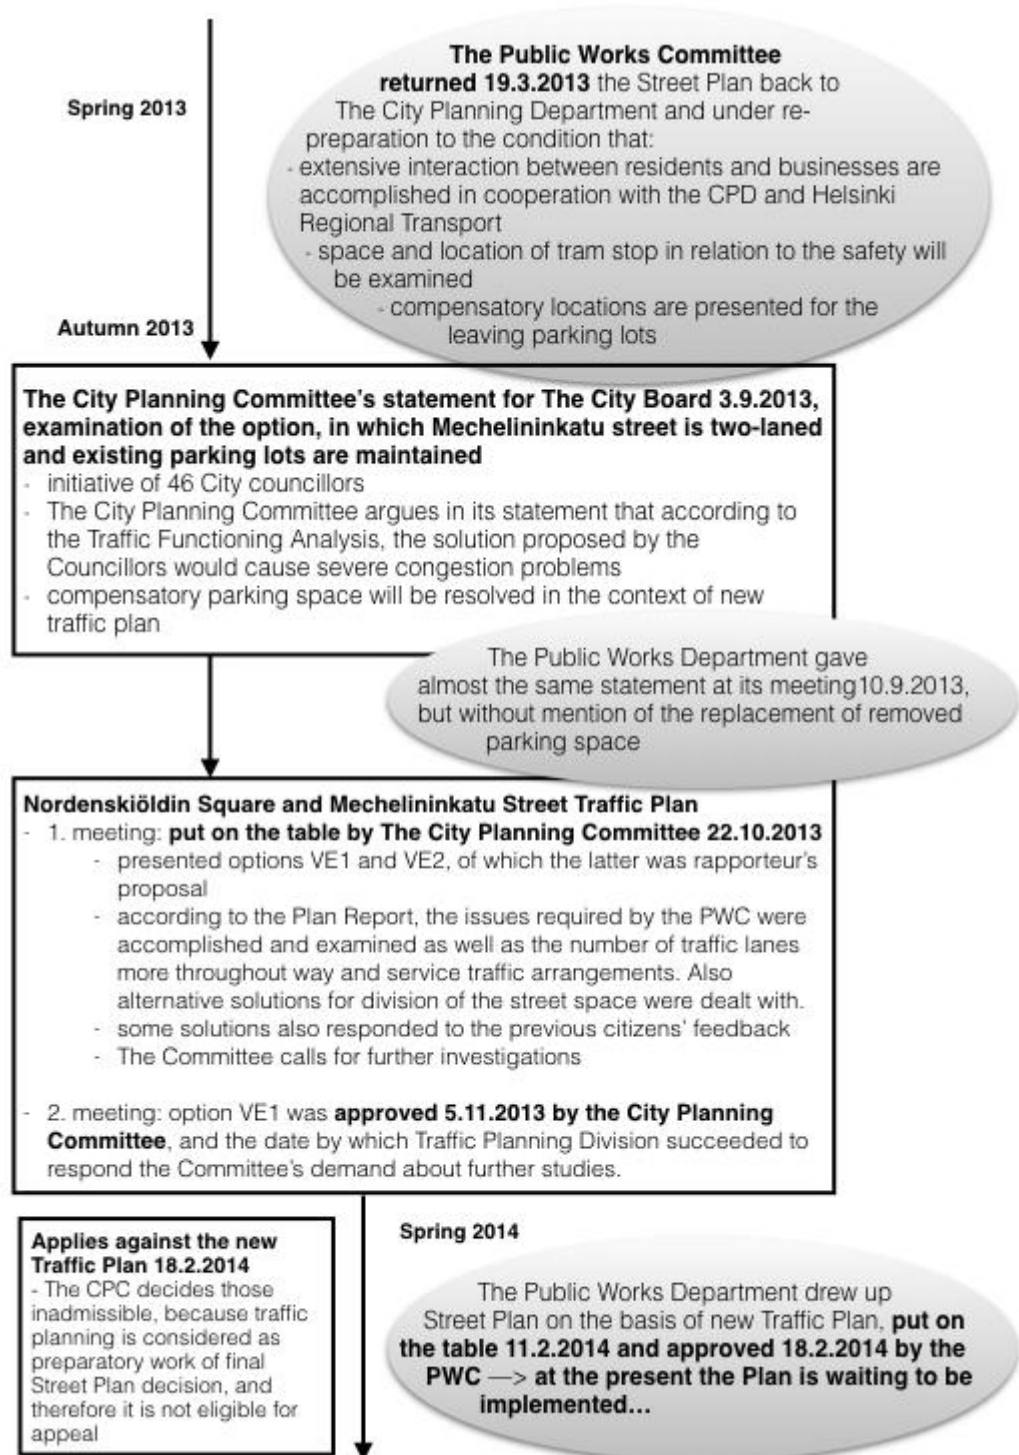 The Public Works Committee
returned 19.3.2013 the Street Plan back to
The City Planning Department and under re-
preparation to the condition that:
- extensive interaction between residents and businesses are
accomplished in cooperation with the CPD and Helsinki
Regional Transport
- space and location of tram stop in relation to the safety will
be examined
- compensatory locations are presented for the
leaving parking lots
Spring 2013
Autumn 2013
The City Planning Committee's statement for The City Board 3.9.2013,
examination of the option, in which Mechelininkatu street is two-laned
and existing parking lots are maintained
- initiative of 46 City councillors
- The City Planning Committee argues in its statement that according to
the Traffic Functioning Analysis, the solution proposed by the
Councillors would cause severe congestion problems
- compensatory parking space will be resolved in the context of new
traffic plan
The Public Works Department gave
almost the same statement at its meeting10.9.2013,
but without mention of the replacement of removed
parking space
Nordenskiöldin Square and Mechelininkatu Street Traffic Plan
- 1. meeting: put on the table by The City Planning Committee 22.10.2013
- presented options VE1 and VE2, of which the latter was rapporteur's
proposal
- according to the Plan Report, the issues required by the PWC were
accomplished and examined as well as the number of traffic lanes
more throughout way and service traffic arrangements. Also
alternative solutions for division of the street space were dealt with.
- some solutions also responded to the previous citizens' feedback
- The Committee calls for further investigations
- 2. meeting: option VE1 was approved 5.11.2013 by the City Planning
Committee, and the date by which Traffic Planning Division succeeded to
respond the Committee's demand about further studies.
Applies against the new
Traffic Plan 18.2.2014
- The CPC decides those
inadmissible, because traffic
planning is considered as
preparatory work of final
Street Plan decision, and
therefore it is not eligible for
appeal
Spring 2014
The Public Works Department drew up
Street Plan on the basis of new Traffic Plan, put on
the table 11.2.2014 and approved 18.2.2014 by the
PWC —> at the present the Plan is waiting to be
implemented...